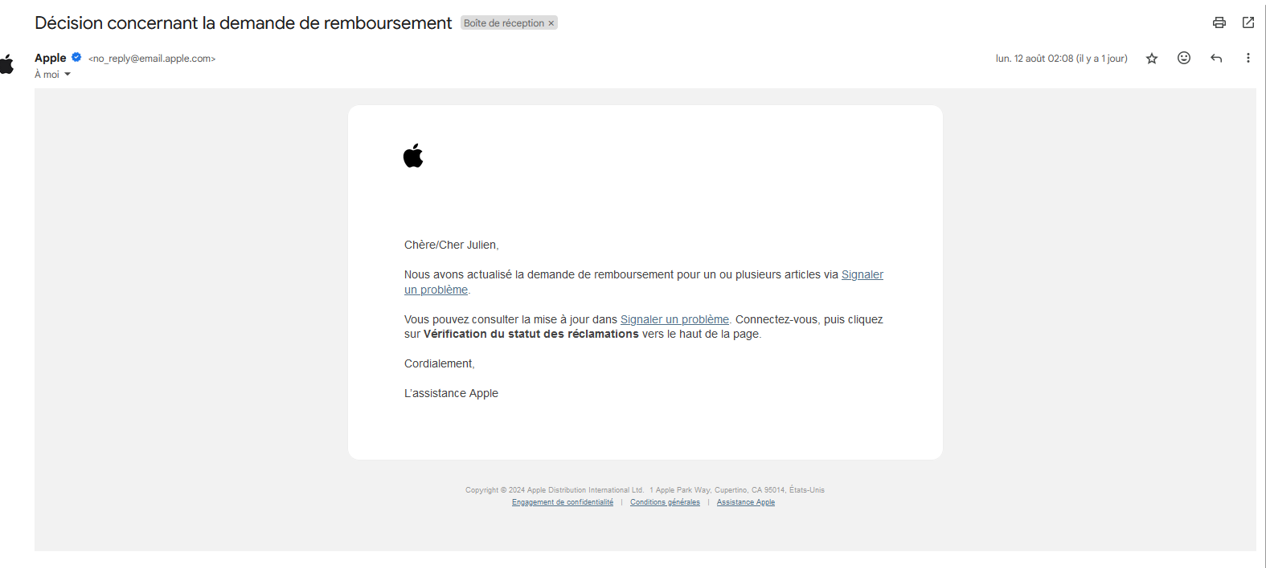 Décision concernant la demande de remboursement Boîte de réception ×
Apple <no_reply@email.apple.com> lun. 12 août 02:08 (il y a 1 jour)
À moi
Chère/Cher Julien,
Nous avons actualisé la demande de remboursement pour un ou plusieurs articles via Signaler
un problème.
Vous pouvez consulter la mise à jour dans Signaler un problème. Connectez-vous, puis cliquez
sur Vérification du statut des réclamations vers le haut de la page.
Cordialement,
L'assistance Apple
Copyright © 2024 Apple Distribution International Ltd. 1 Apple Park Way, Cupertino, CA 95014, États-Unis
Engagement de confidentialité | Conditions générales | Assistance Apple